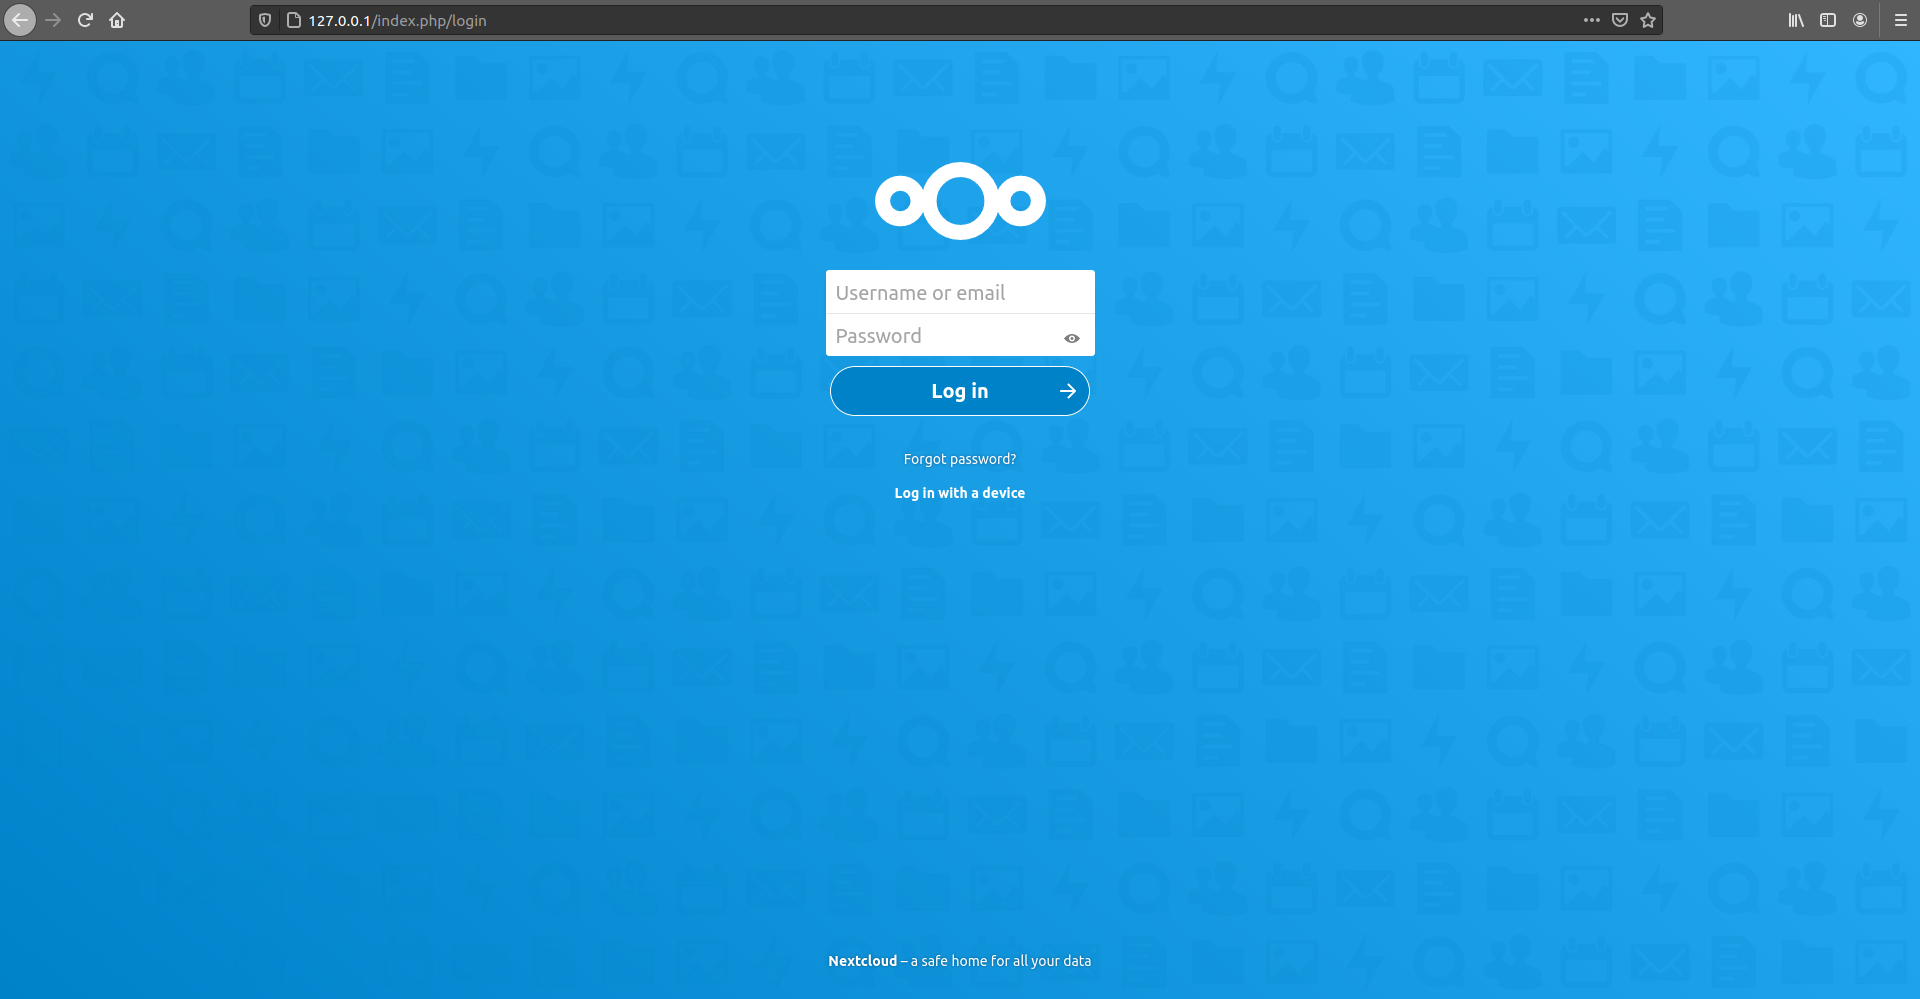 127.0.0.1/index.php/login
Username or email
Password
Log in
Forgot password?
Log in with a device
Nextcloud – a safe home for all your data